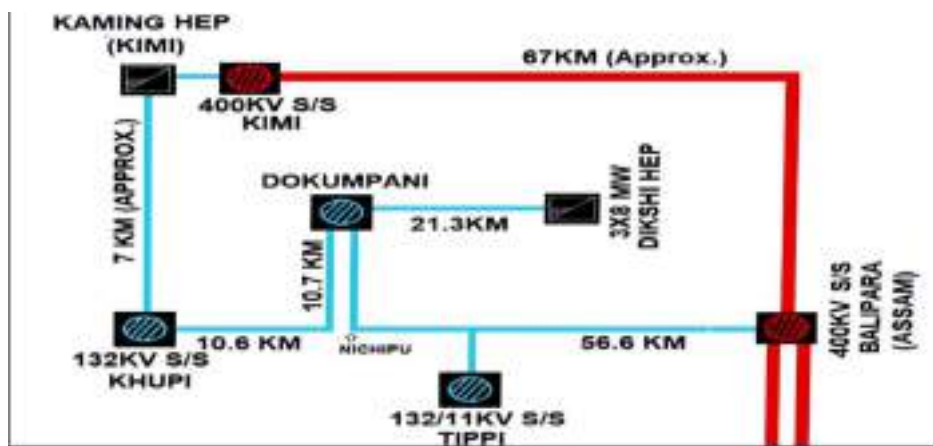 KAMING HEP
(KIMI)
67KM (Approx.)
400KV S/S
KIMI
7 KM (APPROX.)
DOKUMPANI
21.3KM
3X8 MW
DIKSHI HEP
10.7 KM
400KV S/S
BALIPARA
(ASSAM)
10.6 KM
NICHIPU
56.6 KM
132KV S/S
KHUPI
132/11KV S/S
TIPPI